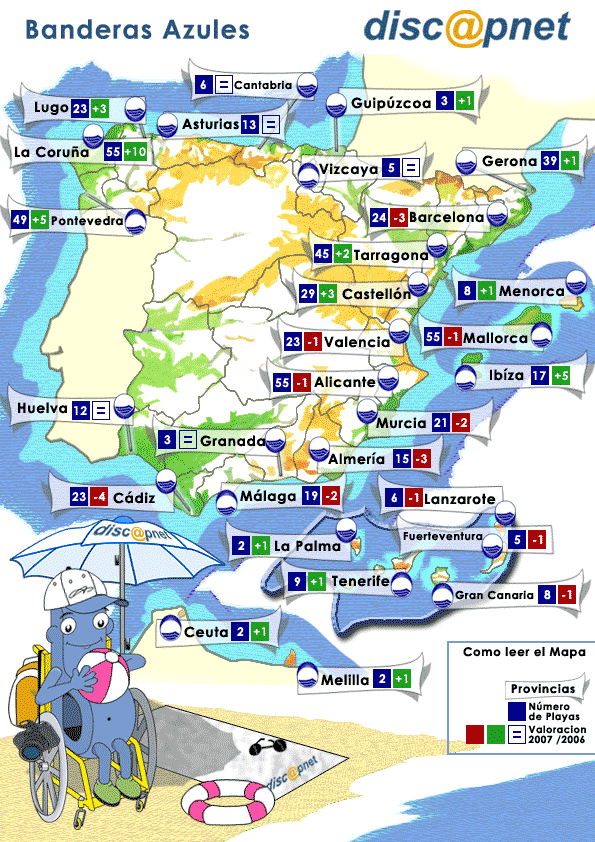 Banderas Azules
disc@pnet
6 = Cantabria
Lugo 23 +3
Guipúzcoa 3 +1
Asturias 13 =
La Coruña 55 +10
Vizcaya 5 =
Gerona 39 +1
49 +5 Pontevedra
24 -3 Barcelona
45 +2 Tarragona
29 +3 Castellón
8 +1 Menorca
23 -1 Valencia
55 -1 Mallorca
55 -1 Alicante
Ibíza 17 +5
Huelva 12 =
Murcia 21 -2
3 = Granada
Almería 15 -3
23 -4 Cádiz
Málaga 19 -2
6 -1 Lanzarote
disc@pnet
2 +1 La Palma
Fuerteventura 5 -1
9 +1 Tenerife
Gran Canaria 8 -1
Ceuta 2 +1
Melilla 2 +1
Como leer el Mapa
Provincias
Número
de Playas
= Valoracion
2007 /2006
disc@pnet